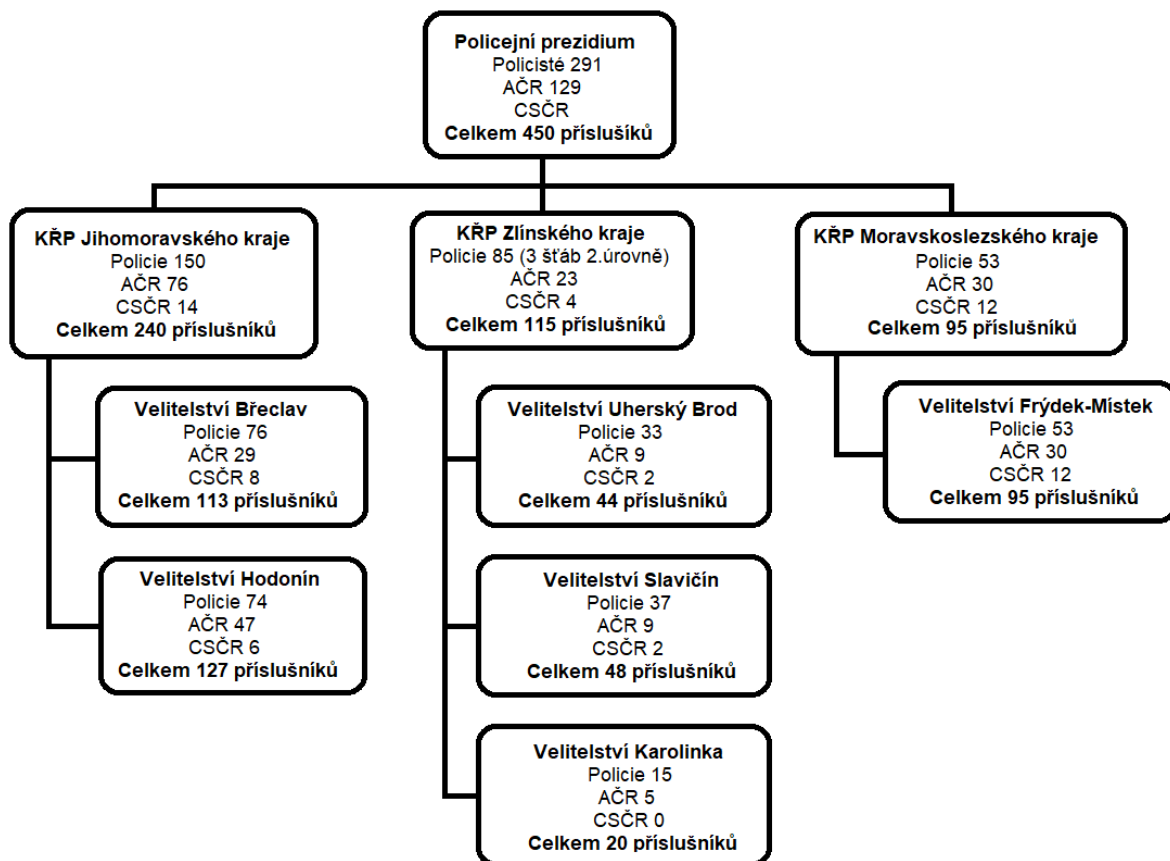 Policejní prezidium
Policisté 291
AČR 129
CSČR
Celkem 450 příslušíků
KŘP Jihomoravského kraje
Policie 150
AČR 76
CSČR 14
Celkem 240 příslušníků
KŘP Zlínského kraje
Policie 85 (3 šťáb 2.úrovně)
AČR 23
CSČR 4
Celkem 115 příslušníků
KŘP Moravskoslezského kraje
Policie 53
AČR 30
CSČR 12
Celkem 95 příslušníků
Velitelství Břeclav
Policie 76
AČR 29
CSČR 8
Celkem 113 příslušníků
Velitelství Uherský Brod
Policie 33
AČR 9
CSČR 2
Celkem 44 příslušníků
Velitelství Frýdek-Místek
Policie 53
AČR 30
CSČR 12
Celkem 95 příslušníků
Velitelství Hodonín
Policie 74
AČR 47
CSČR 6
Celkem 127 příslušníků
Velitelství Slavičín
Policie 37
AČR 9
CSČR 2
Celkem 48 příslušníků
Velitelství Karolinka
Policie 15
AČR 5
CSČR 0
Celkem 20 příslušníků